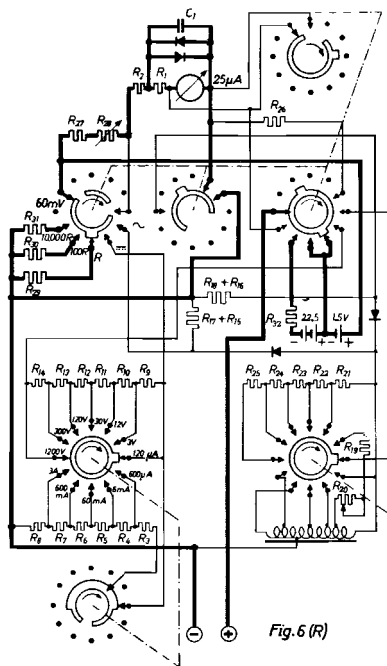 C1
R2 R1 25μA
R26
R27 R28
60mV
R31
10,000R
R30 100R R
R29
~
R18 + R16
R17 + R15
R32 ~
22,5 1,5V
- + - +
R14 R13 R12 R11 R10 R9
R25 R24 R23 R22 R21
300V 120V 30V 12V
3V
1200V 120 μA
3A 600μA
600 mA 60mA 6mA
R19
R20
R8 R7 R6 R5 R4 R3
- +
Fig.6 (R)